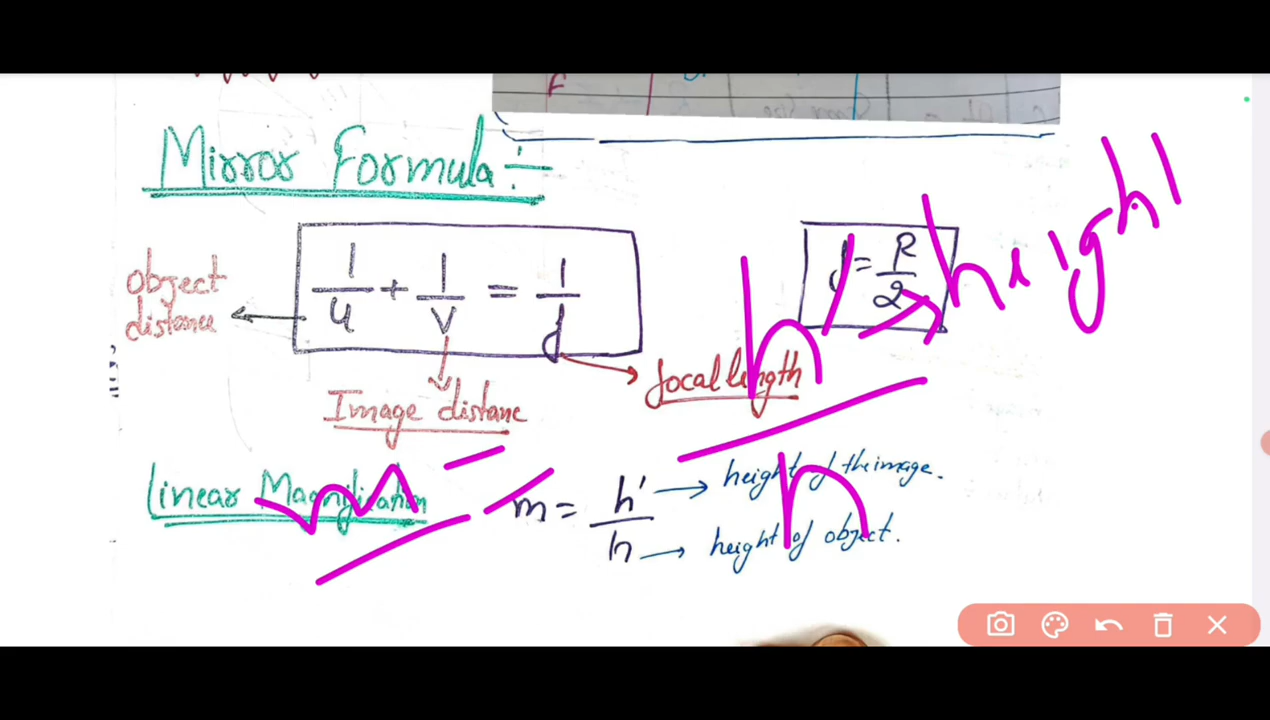 Mirror Formula:-
object
distance
1/u + 1/v = 1/f
f = R/2
Image distane
focal length
Linear Magnification
m = h'/h
height of the image.
height of object.
m = h'/h
height